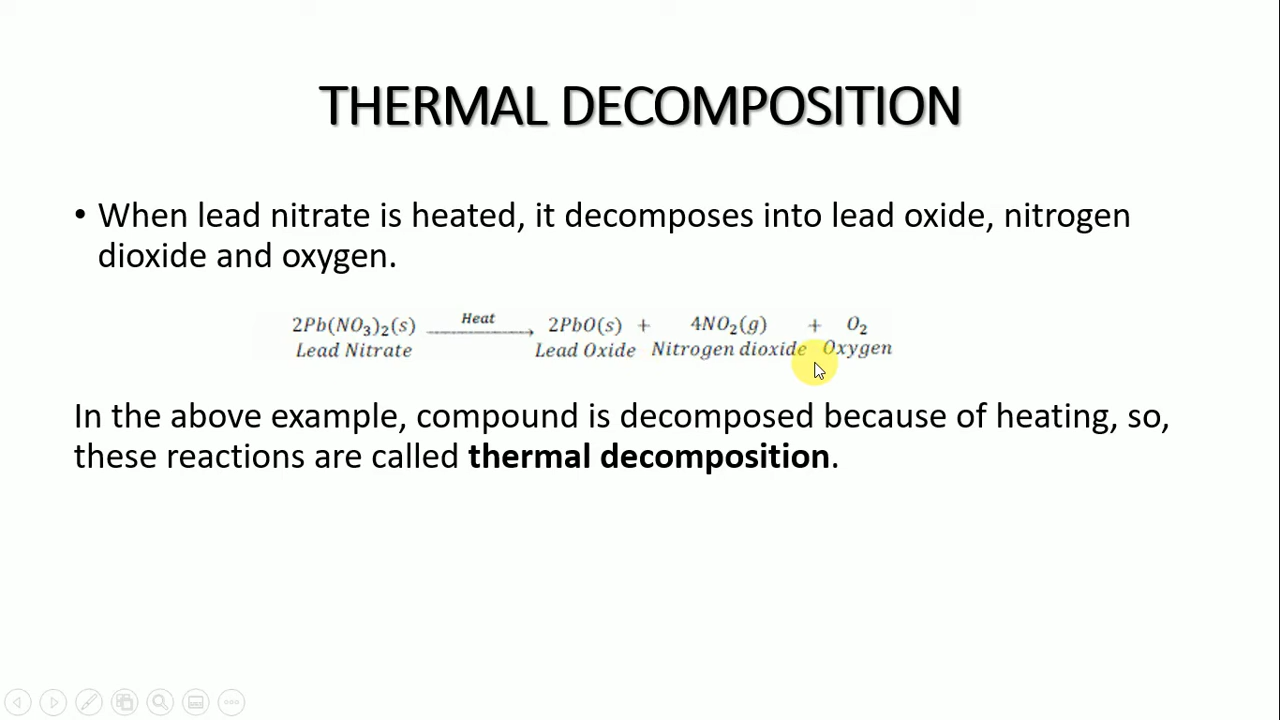 THERMAL DECOMPOSITION
• When lead nitrate is heated, it decomposes into lead oxide, nitrogen
dioxide and oxygen.
Heat
2Pb(NO₃)₂(s) → 2PbO(s) + 4NO₂(g) + O₂
Lead Nitrate Lead Oxide Nitrogen dioxide Oxygen
In the above example, compound is decomposed because of heating, so,
these reactions are called thermal decomposition.